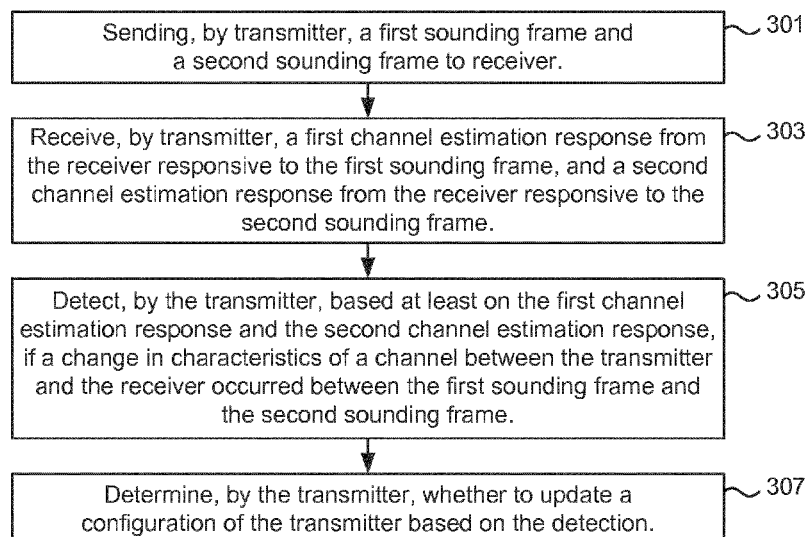 Sending, by transmitter, a first sounding frame and
a second sounding frame to receiver.
301
Receive, by transmitter, a first channel estimation response from
the receiver responsive to the first sounding frame, and a second
channel estimation response from the receiver responsive to the
second sounding frame.
303
Detect, by the transmitter, based at least on the first channel
estimation response and the second channel estimation response,
if a change in characteristics of a channel between the transmitter
and the receiver occurred between the first sounding frame and
the second sounding frame.
305
Determine, by the transmitter, whether to update a
configuration of the transmitter based on the detection.
307